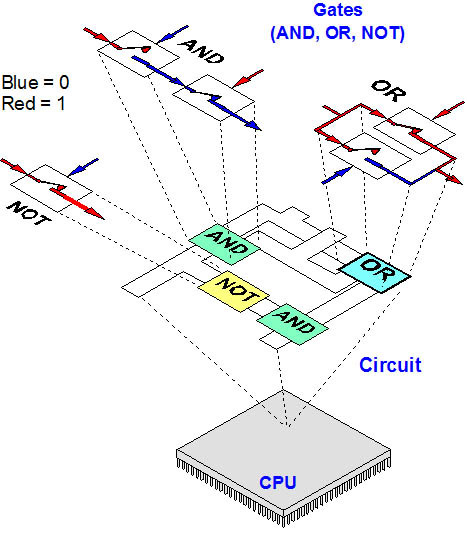 Gates
(AND, OR, NOT)
AND
Blue = 0
Red = 1
OR
NOT
AND
OR
NOT
AND
Circuit
CPU